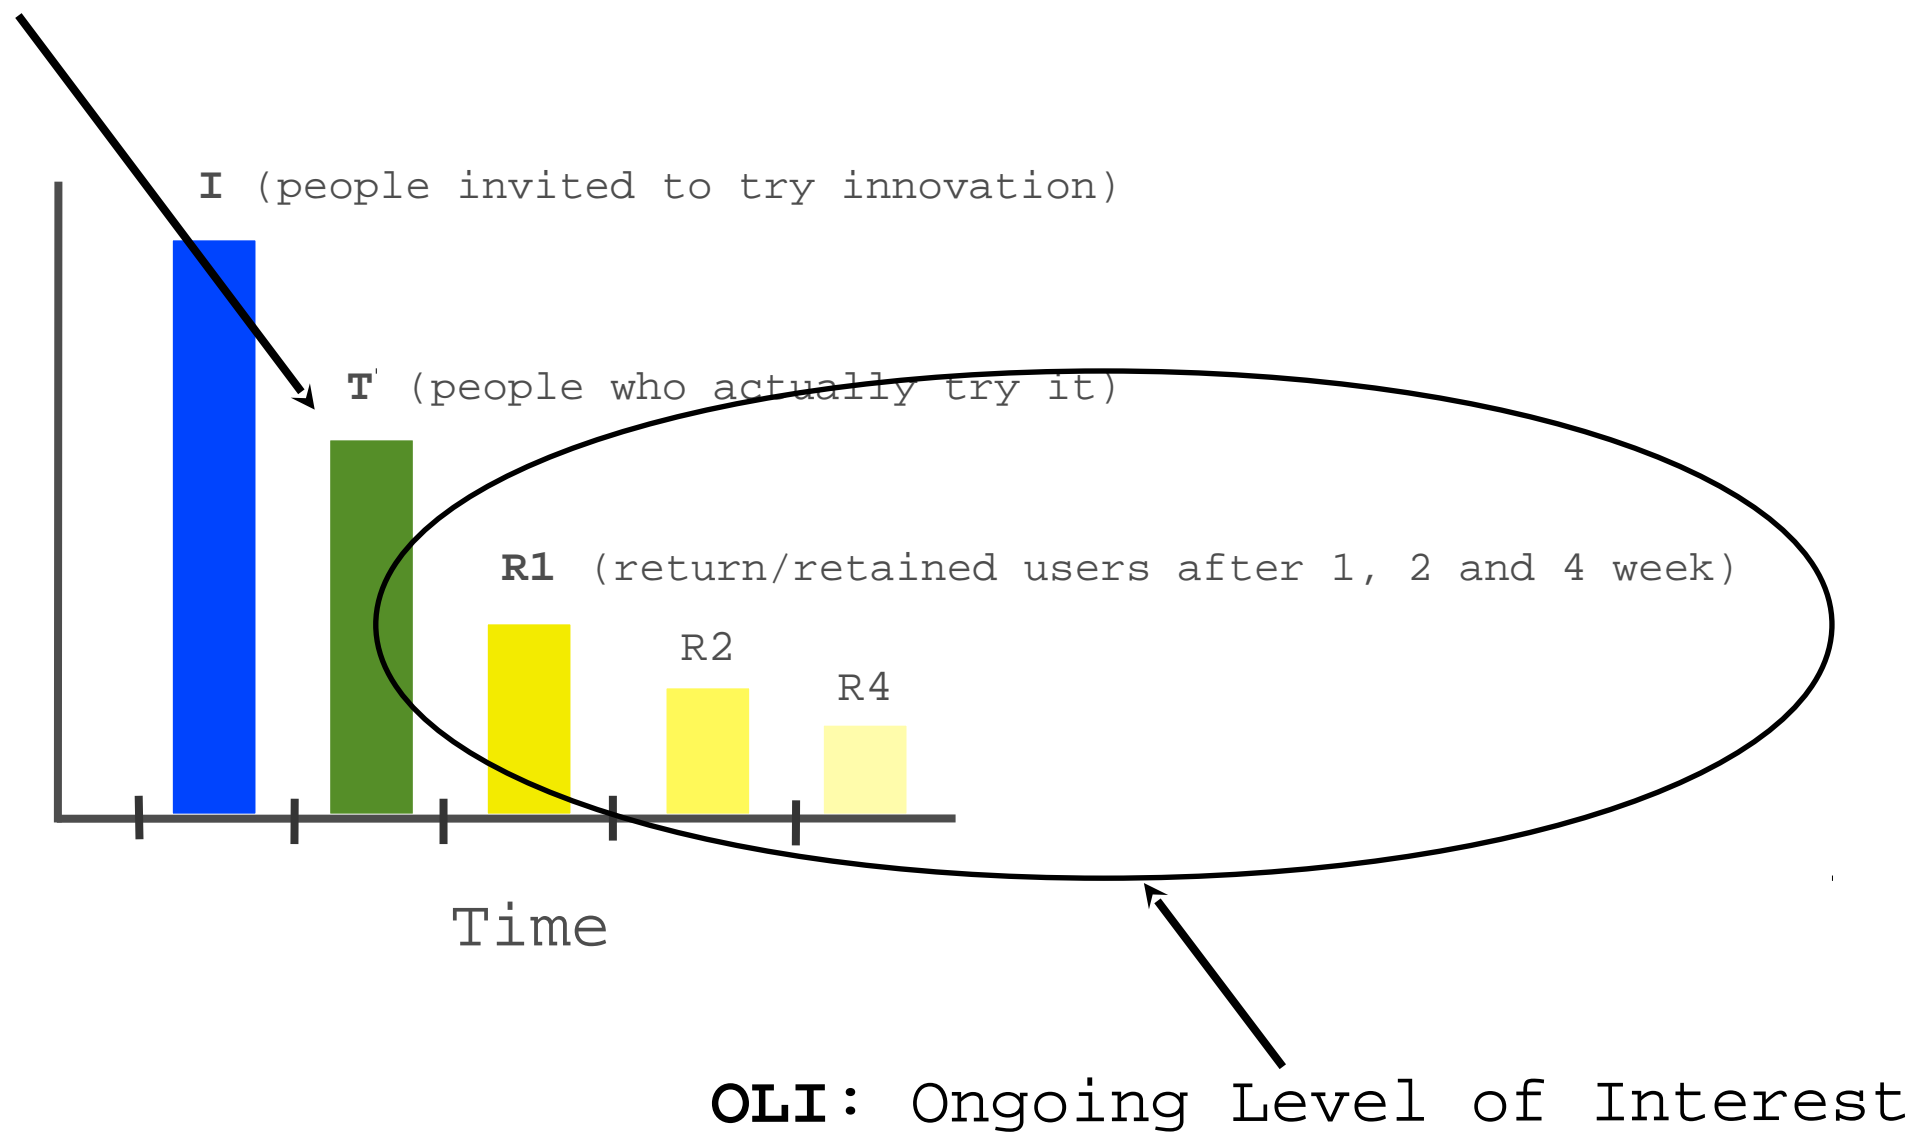 I (people invited to try innovation)
T' (people who actually try it)
R1 (return/retained users after 1, 2 and 4 week)
R2
R4
Time
OLI: Ongoing Level of Interest